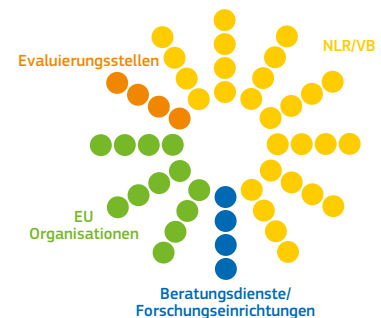 NLR/VB
Evaluierungsstellen
EU
Organisationen
Beratungsdienste/
Forschungseinrichtungen